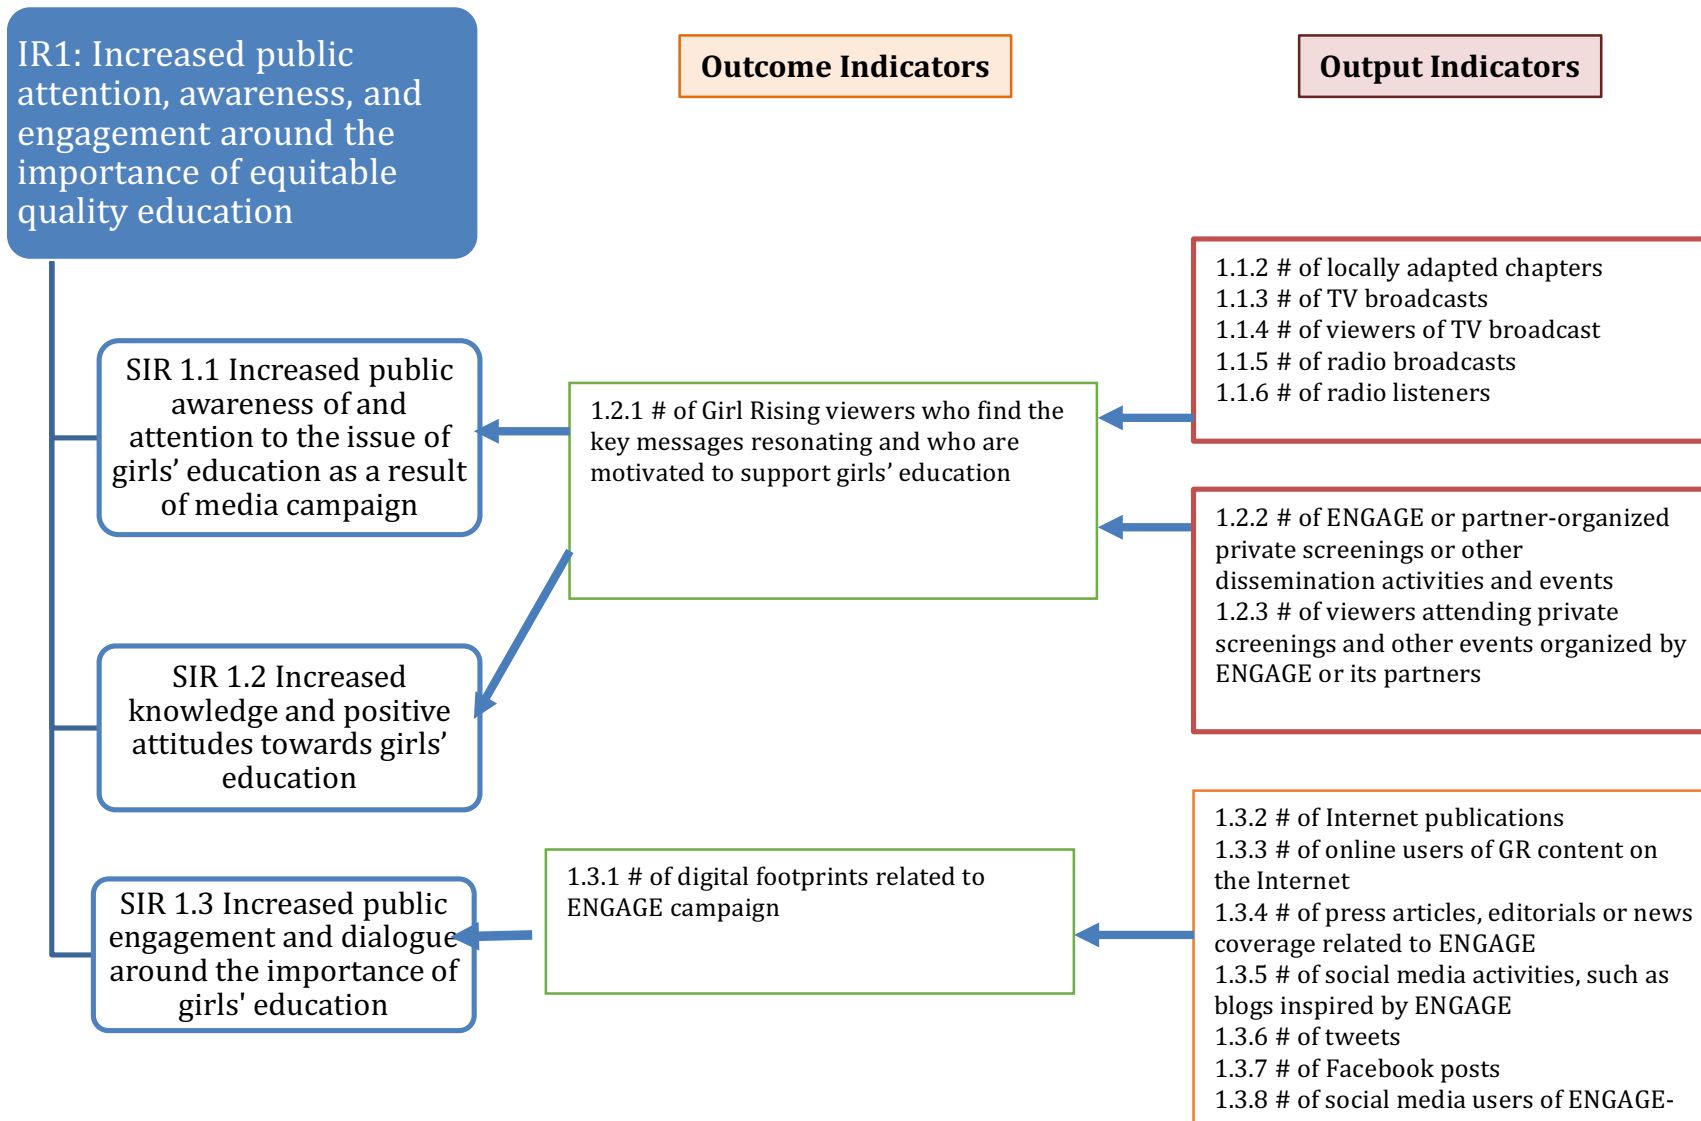 IR1: Increased public
attention, awareness, and
engagement around the
importance of equitable
quality education
Outcome Indicators
Output Indicators
SIR 1.1 Increased public
awareness of and
attention to the issue of
girls’ education as a result
of media campaign
1.2.1 # of Girl Rising viewers who find the
key messages resonating and who are
motivated to support girls’ education
1.1.2 # of locally adapted chapters
1.1.3 # of TV broadcasts
1.1.4 # of viewers of TV broadcast
1.1.5 # of radio broadcasts
1.1.6 # of radio listeners
1.2.2 # of ENGAGE or partner-organized
private screenings or other
dissemination activities and events
1.2.3 # of viewers attending private
screenings and other events organized by
ENGAGE or its partners
SIR 1.2 Increased
knowledge and positive
attitudes towards girls’
education
SIR 1.3 Increased public
engagement and dialogue
around the importance of
girls' education
1.3.1 # of digital footprints related to
ENGAGE campaign
1.3.2 # of Internet publications
1.3.3 # of online users of GR content on
the Internet
1.3.4 # of press articles, editorials or news
coverage related to ENGAGE
1.3.5 # of social media activities, such as
blogs inspired by ENGAGE
1.3.6 # of tweets
1.3.7 # of Facebook posts
1.3.8 # of social media users of ENGAGE-